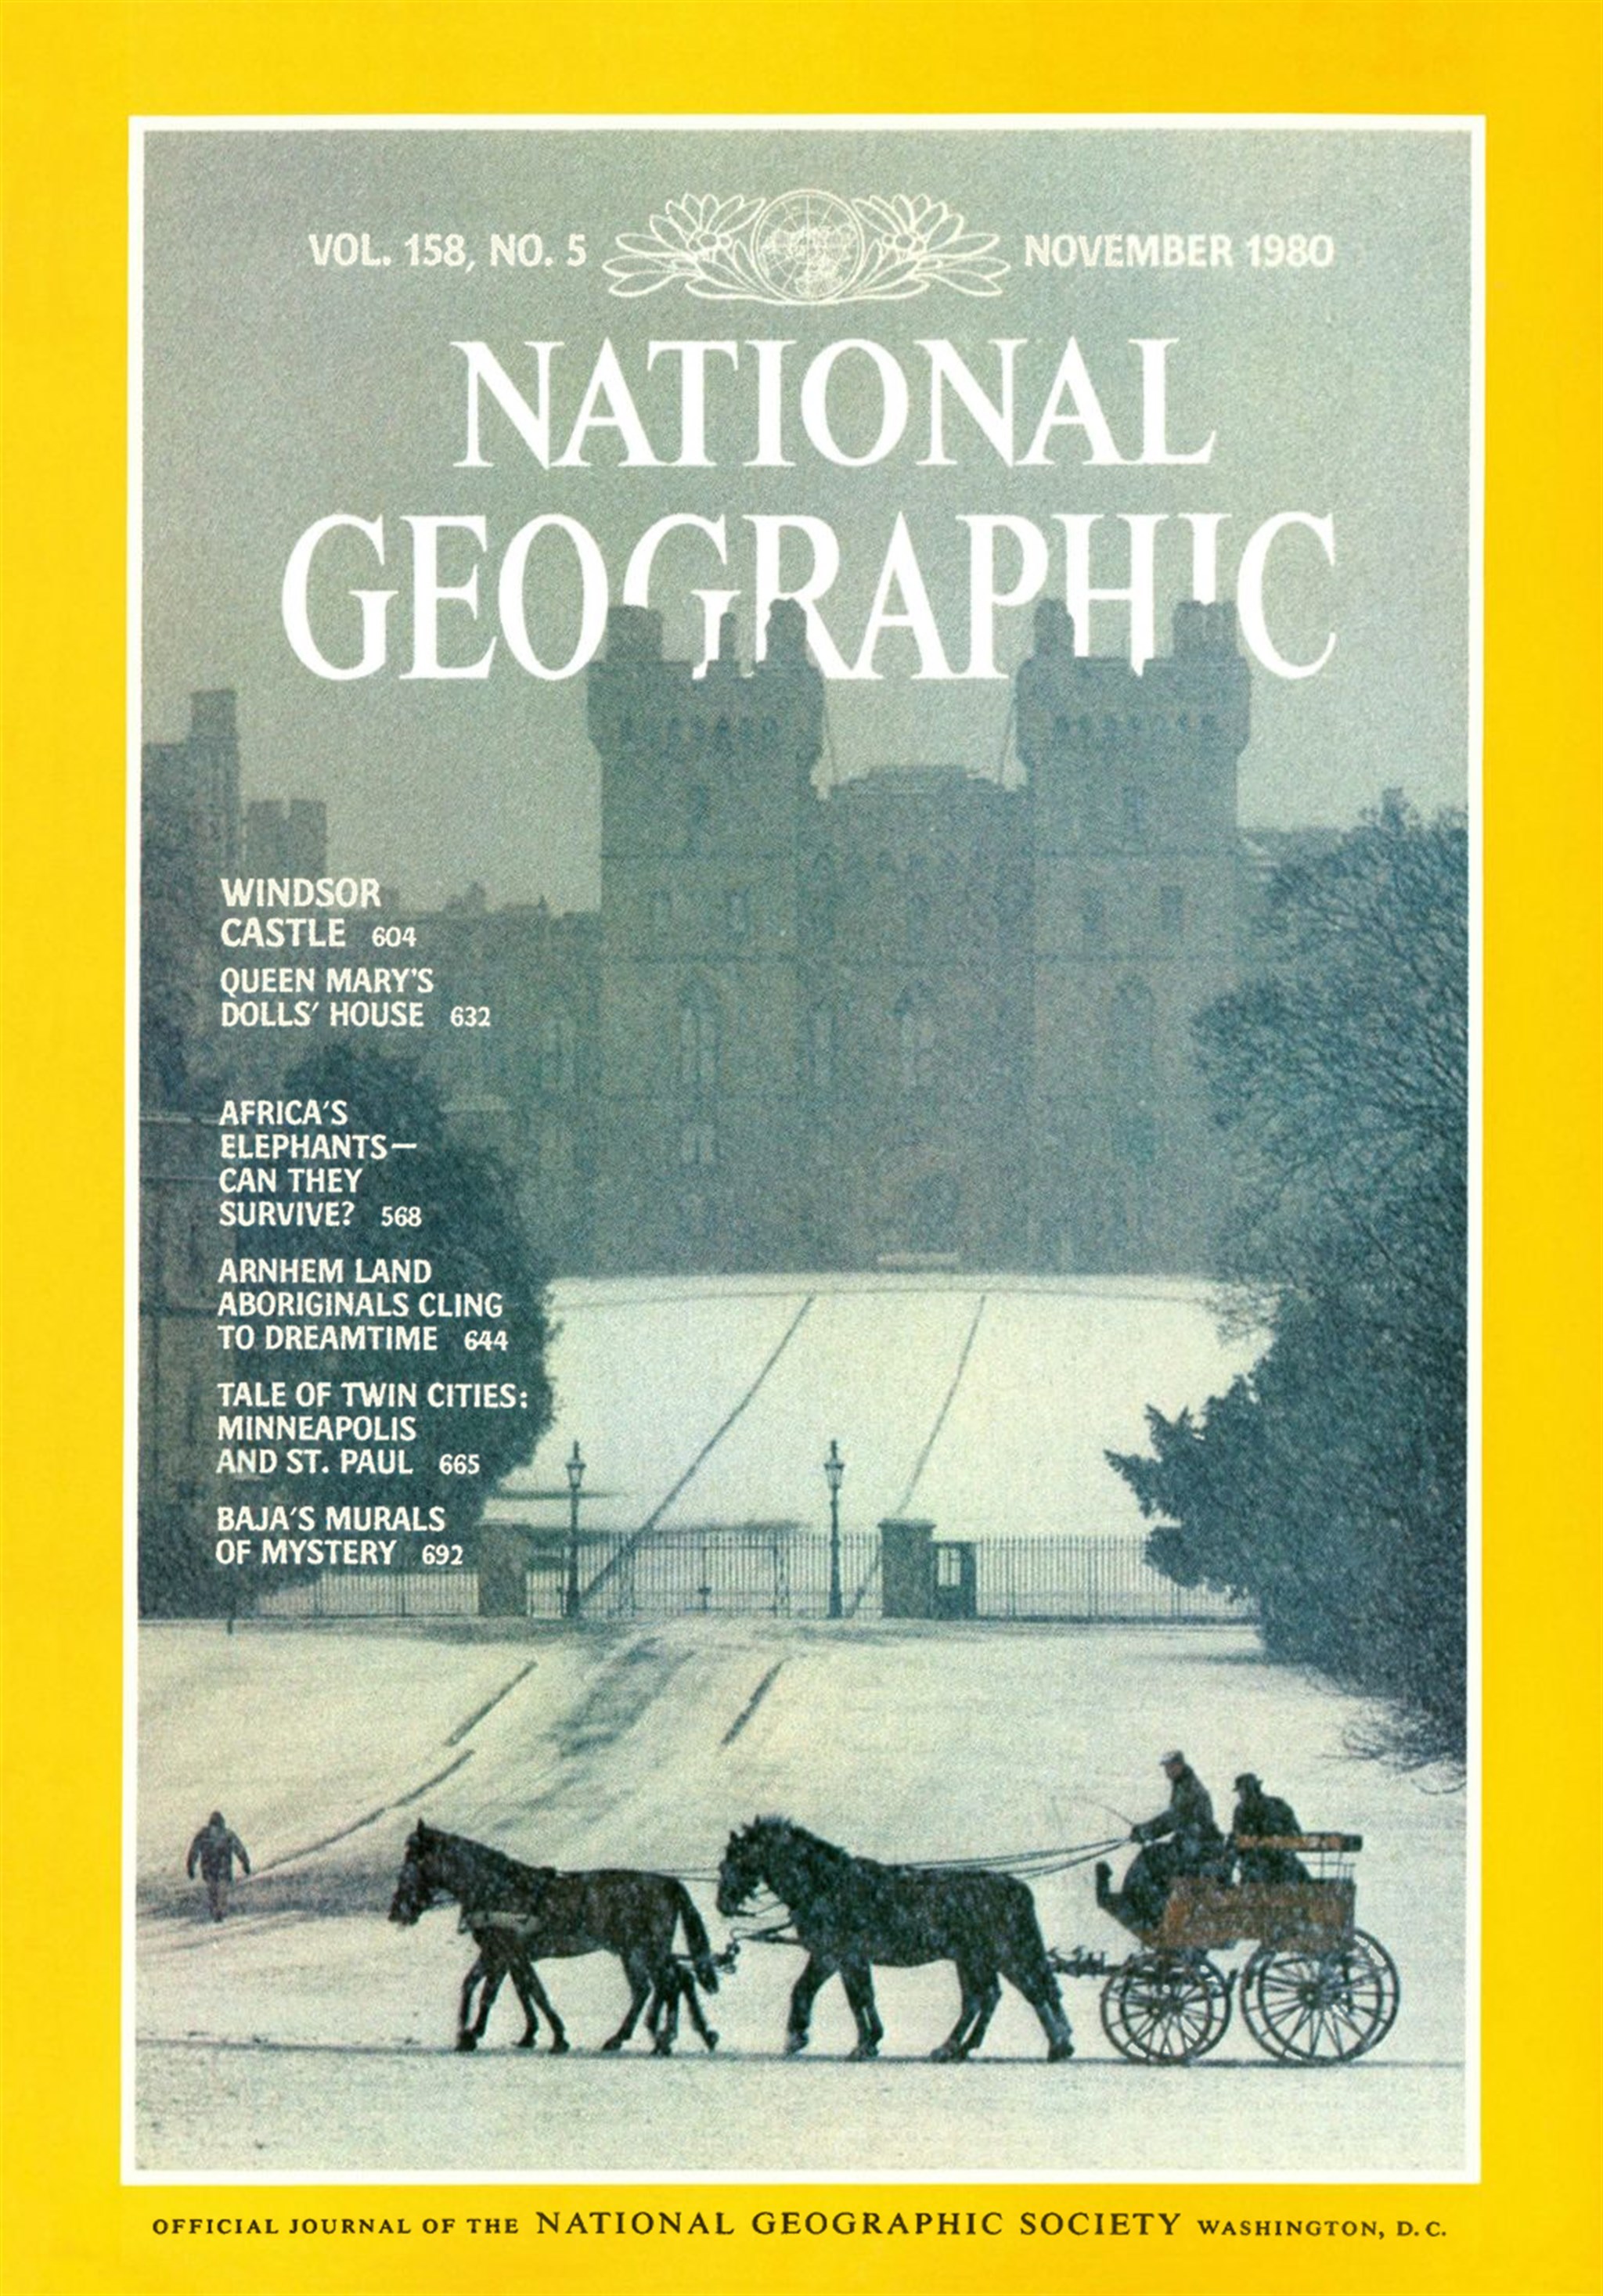 VOL. 158, NO. 5
NOVEMBER 1980
NATIONAL
GEOGRAPHIC
WINDSOR
CASTLE 604
QUEEN MARY'S
DOLLS' HOUSE 632
AFRICA'S
ELEPHANTS—
CAN THEY
SURVIVE? 568
ARNHEM LAND
ABORIGINALS CLING
TO DREAMTIME 644
TALE OF TWIN CITIES:
MINNEAPOLIS
AND ST. PAUL 665
BAJA'S MURALS
OF MYSTERY 692
OFFICIAL JOURNAL OF THE NATIONAL GEOGRAPHIC SOCIETY WASHINGTON, D.C.